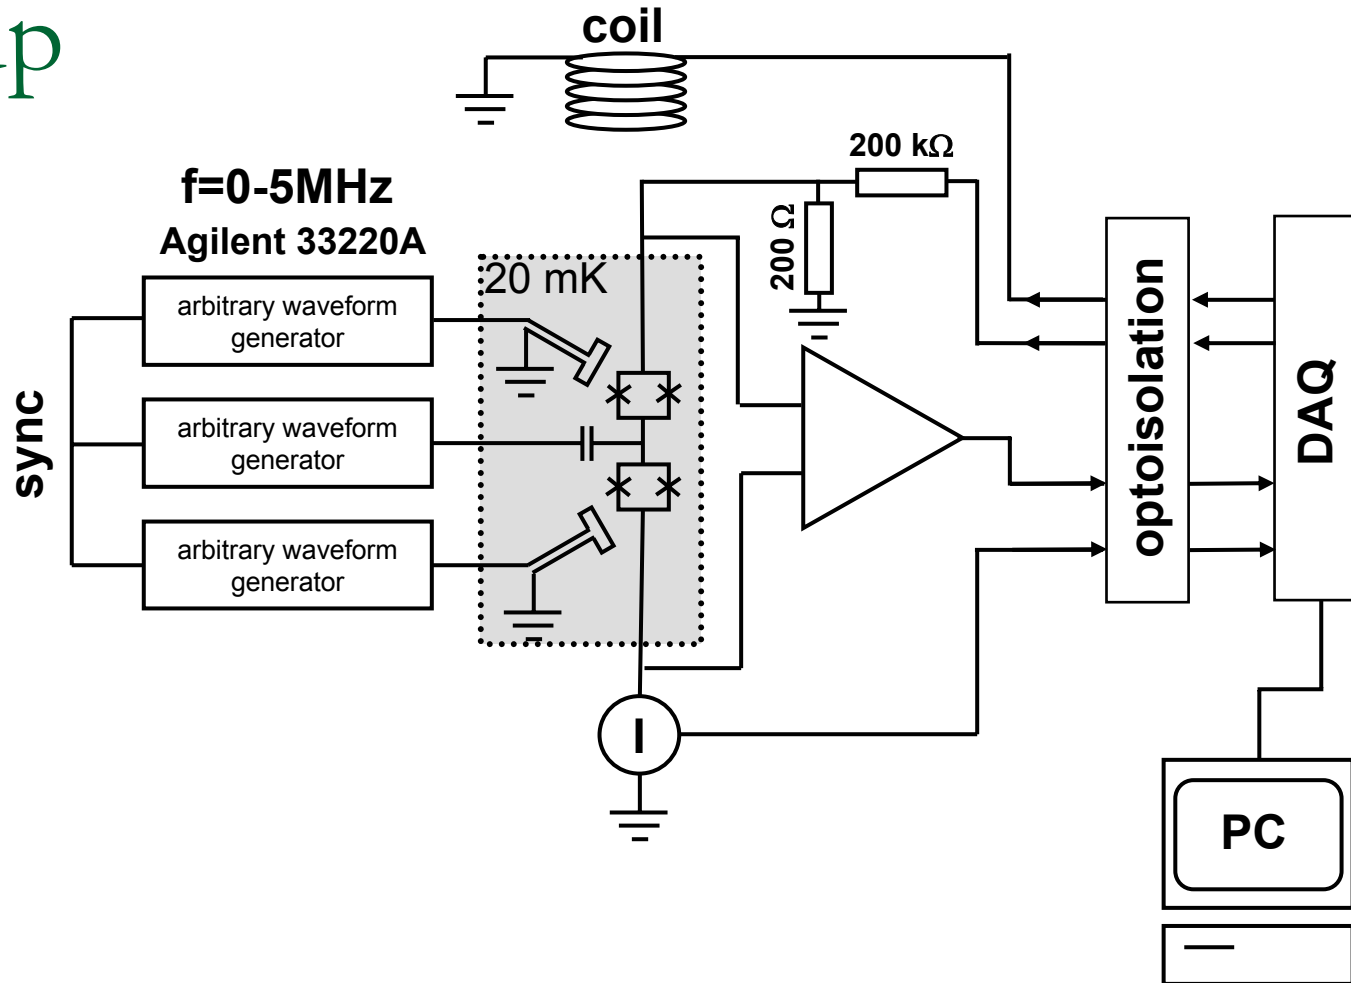 coil
200 kΩ
f=0-5MHz
Agilent 33220A
200 Ω
20 mK
arbitrary waveform
generator
arbitrary waveform
generator
arbitrary waveform
generator
sync
optoisolation
DAQ
I
PC